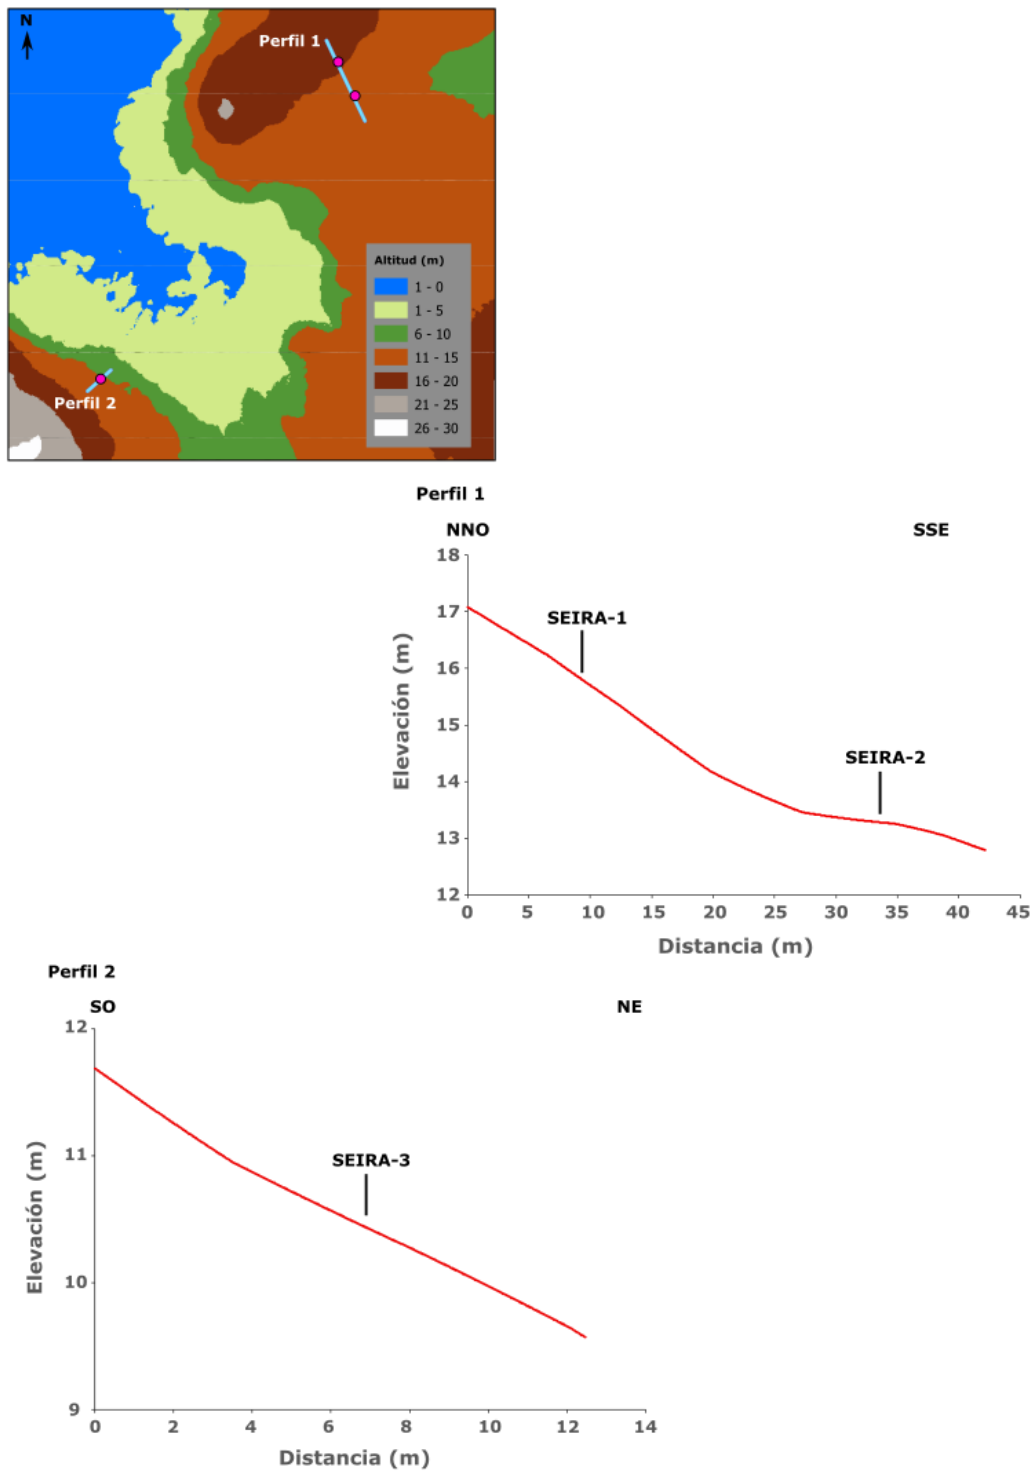 N
Perfil 1
Altitud (m)
1 - 0
1 - 5
6 - 10
11 - 15
16 - 20
21 - 25
26 - 30
Perfil 2
Perfil 1
NNO SSE
18
17
16
15
14
13
12
Elevación (m)
SEIRA-1
SEIRA-2
0 5 10 15 20 25 30 35 40 45
Distancia (m)
Perfil 2
SO NE
12
11
10
9
Elevación (m)
SEIRA-3
0 2 4 6 8 10 12 14
Distancia (m)